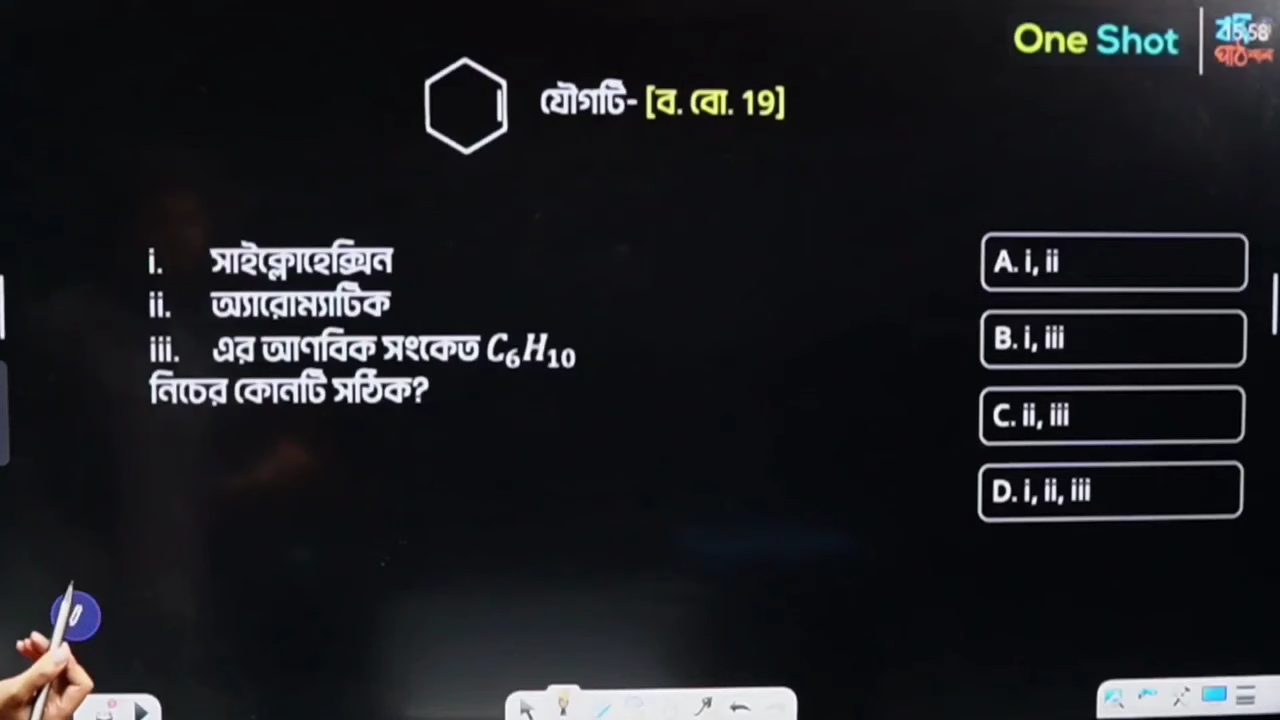 One Shot
যৌগটি- [ব. বো. 19]
i. সাইক্লোহেক্সিন
ii. অ্যারোম্যাটিক
iii. এর আণবিক সংকেত C₆H₁₀
নিচের কোনটি সঠিক?
A. i, ii
B. i, iii
C. ii, iii
D. i, ii, iii